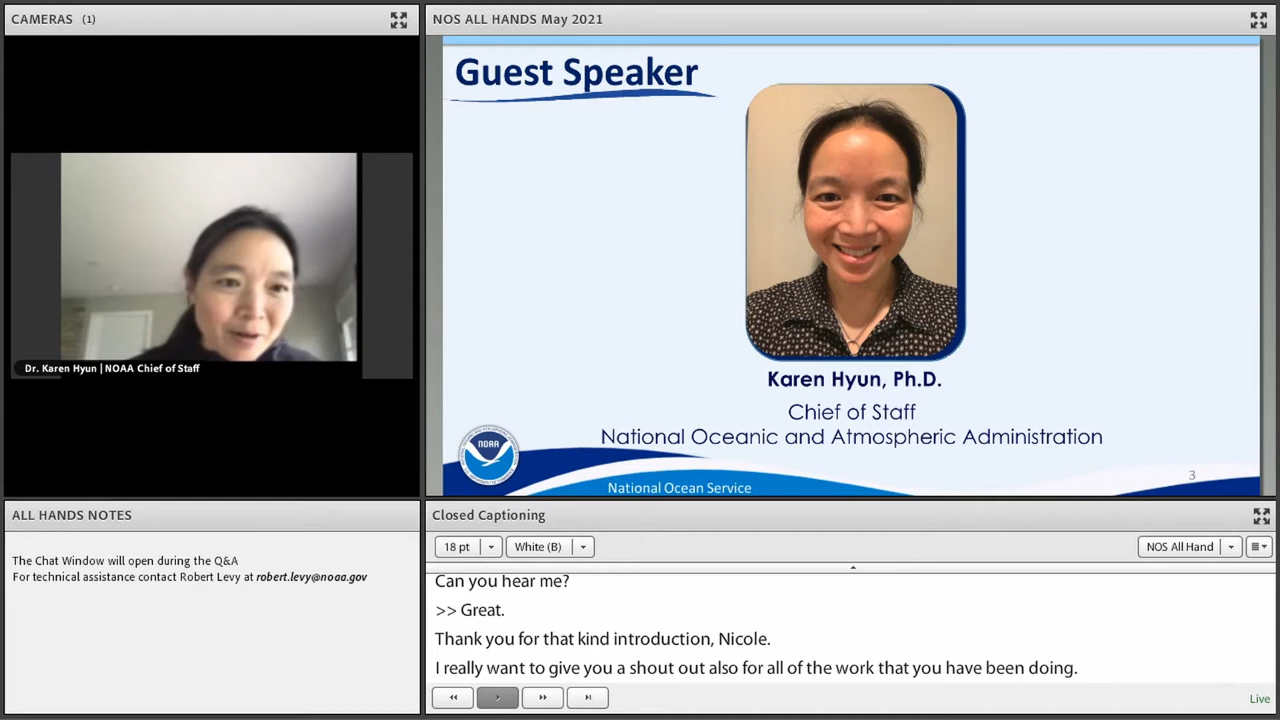 CAMERAS (1)
Dr. Karen Hyun | NOAA Chief of Staff
NOS ALL HANDS May 2021
Guest Speaker
Karen Hyun, Ph.D.
Chief of Staff
National Oceanic and Atmospheric Administration
NOAA
National Ocean Service
3
ALL HANDS NOTES
The Chat Window will open during the Q&A
For technical assistance contact Robert Levy at robert.levy@noaa.gov
Closed Captioning
18 pt
White (B)
NOS All Hand
Can you hear me?
>> Great.
Thank you for that kind introduction, Nicole.
I really want to give you a shout out also for all of the work that you have been doing.
Live